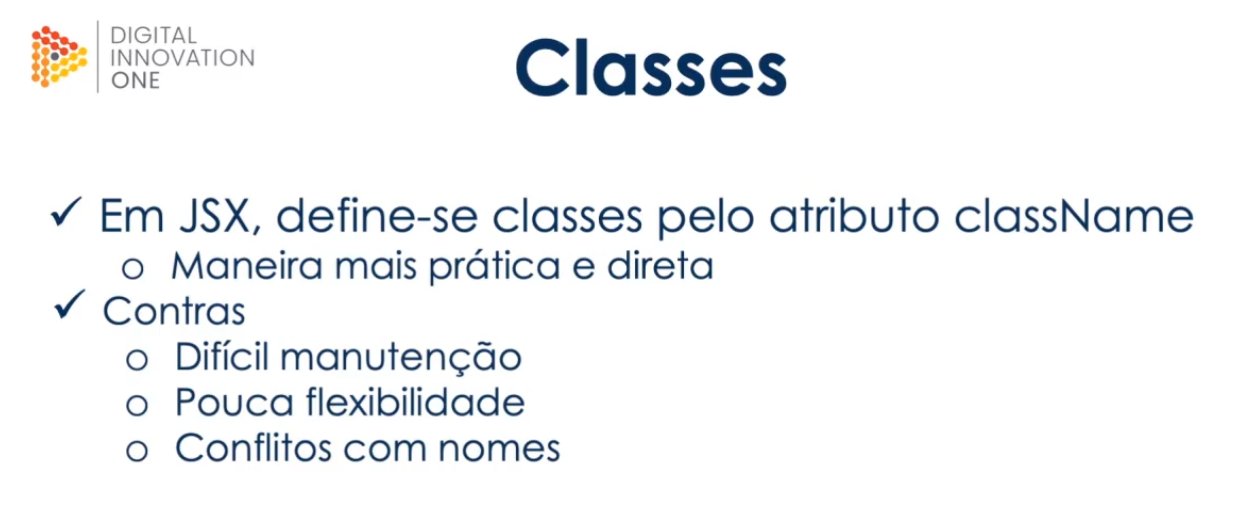 DIGITAL
INNOVATION
ONE
Classes
✓ Em JSX, define-se classes pelo atributo className
o Maneira mais prática e direta
✓ Contras
o Difícil manutenção
o Pouca flexibilidade
o Conflitos com nomes